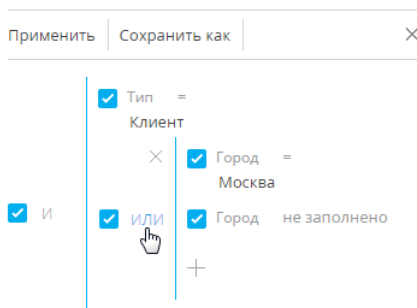 Применить Сохранить как
Тип =
Клиент
Город =
Москва
И ИЛИ Город не заполнено